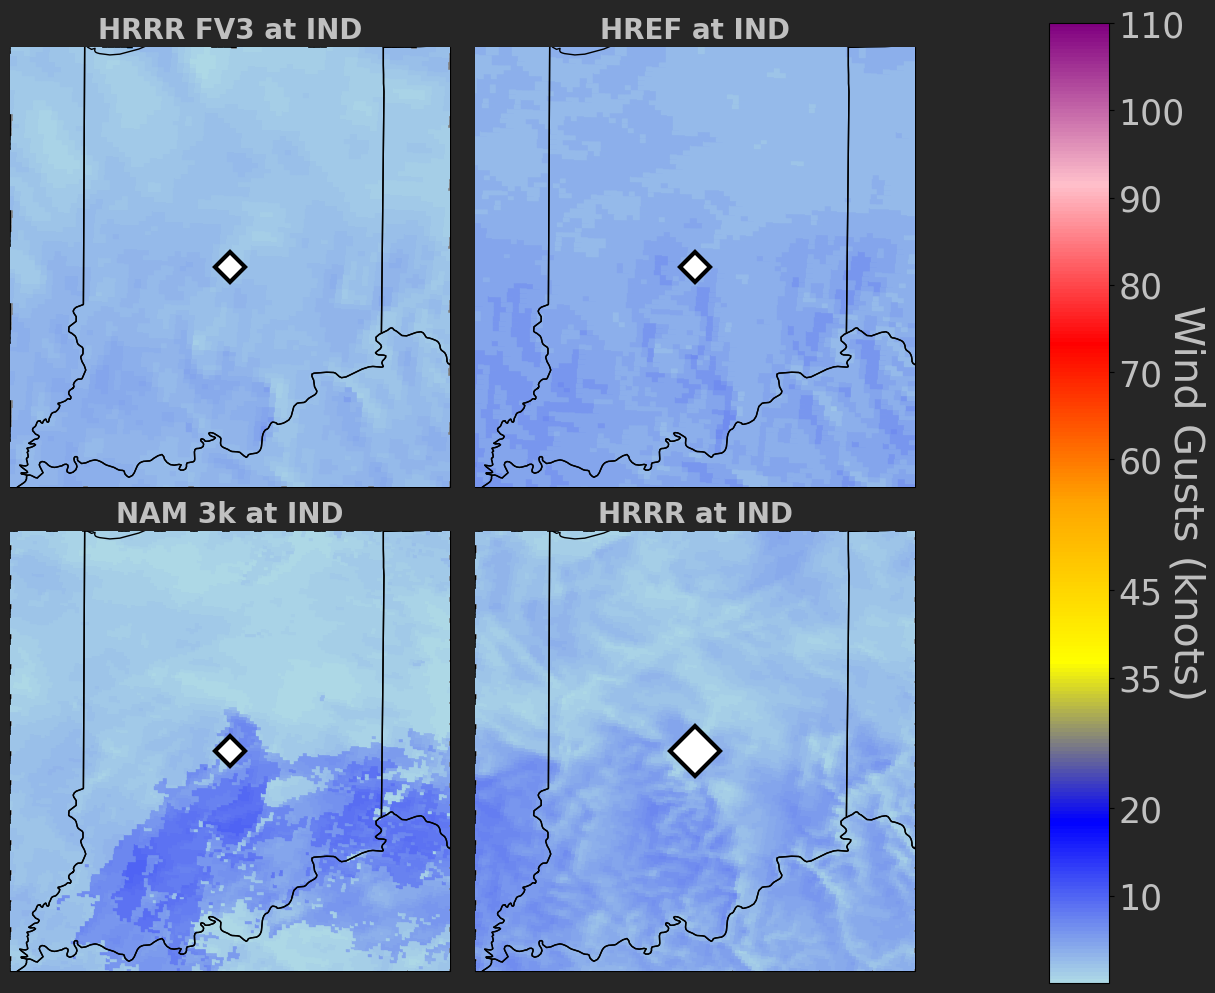 HRRR FV3 at IND
HREF at IND
NAM 3k at IND
HRRR at IND
110
100
90
80
70
60
45
35
20
10
Wind Gusts (knots)